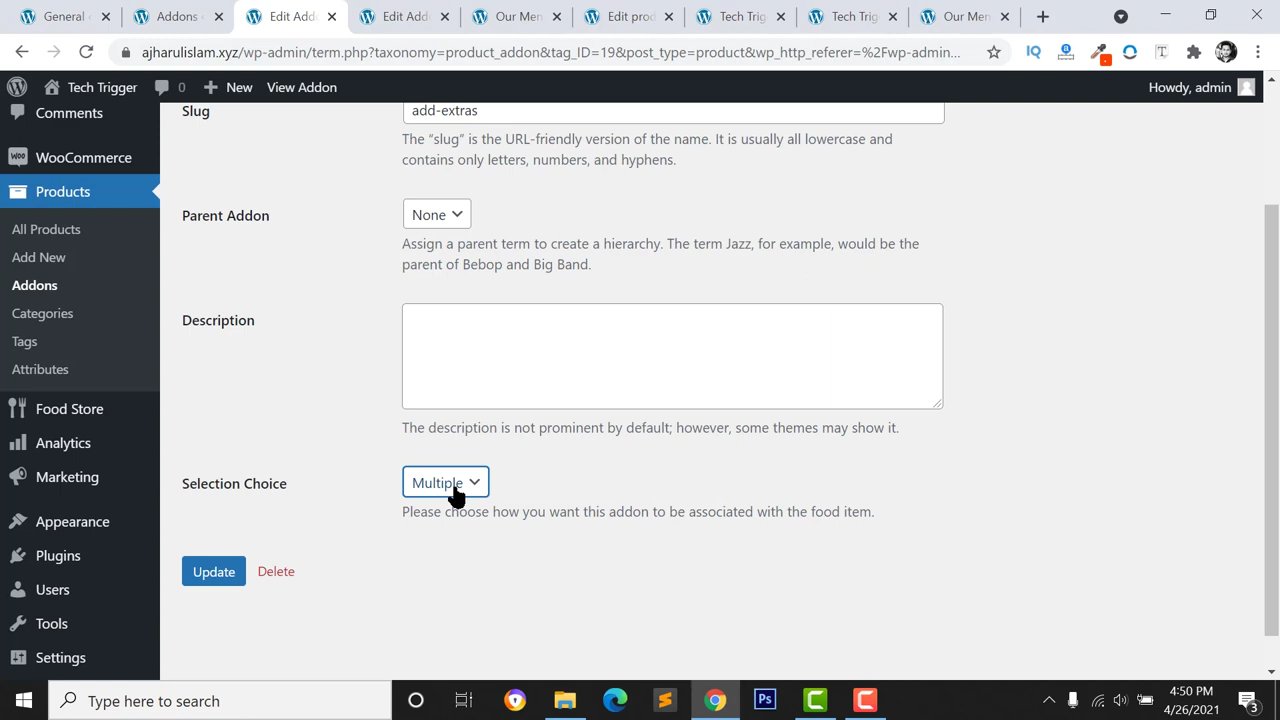 General
Addons
Edit Add
Edit Add
Our Men
Edit prod
Tech Trig
Tech Trig
Our Men
ajharulislam.xyz/wp-admin/term.php?taxonomy=product_addon&tag_ID=19&post_type=product&wp_http_referer=%2Fwp-admin...
IQ
T
Tech Trigger
0
New
View Addon
Howdy, admin
Comments
WooCommerce
Products
All Products
Add New
Addons
Categories
Tags
Attributes
Food Store
Analytics
Marketing
Appearance
Plugins
Users
Tools
Settings
Slug
add-extras
The “slug” is the URL-friendly version of the name. It is usually all lowercase and
contains only letters, numbers, and hyphens.
Parent Addon
None
Assign a parent term to create a hierarchy. The term Jazz, for example, would be the
parent of Bebop and Big Band.
Description
The description is not prominent by default; however, some themes may show it.
Selection Choice
Multiple
Please choose how you want this addon to be associated with the food item.
Update
Delete
Type here to search
Ps
4:50 PM
4/26/2021
3